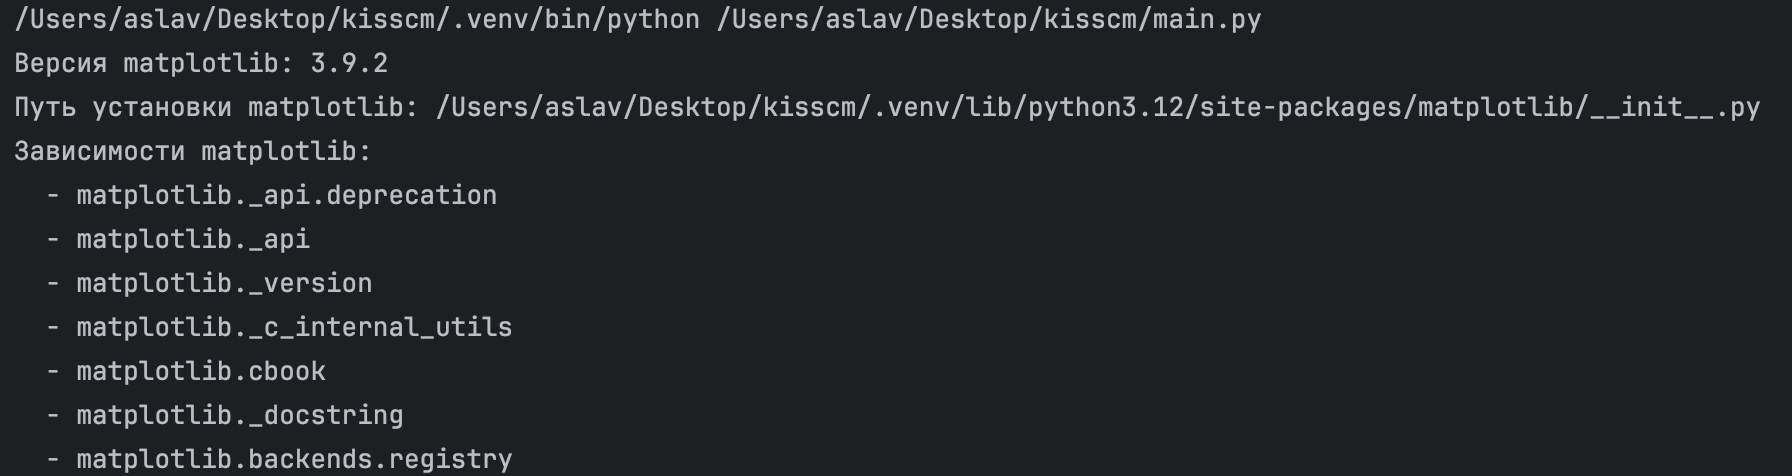 /Users/aslav/Desktop/kisscm/.venv/bin/python /Users/aslav/Desktop/kisscm/main.py
Версия matplotlib: 3.9.2
Путь установки matplotlib: /Users/aslav/Desktop/kisscm/.venv/lib/python3.12/site-packages/matplotlib/__init__.py
Зависимости matplotlib:
  - matplotlib._api.deprecation
  - matplotlib._api
  - matplotlib._version
  - matplotlib._c_internal_utils
  - matplotlib.cbook
  - matplotlib._docstring
  - matplotlib.backends.registry